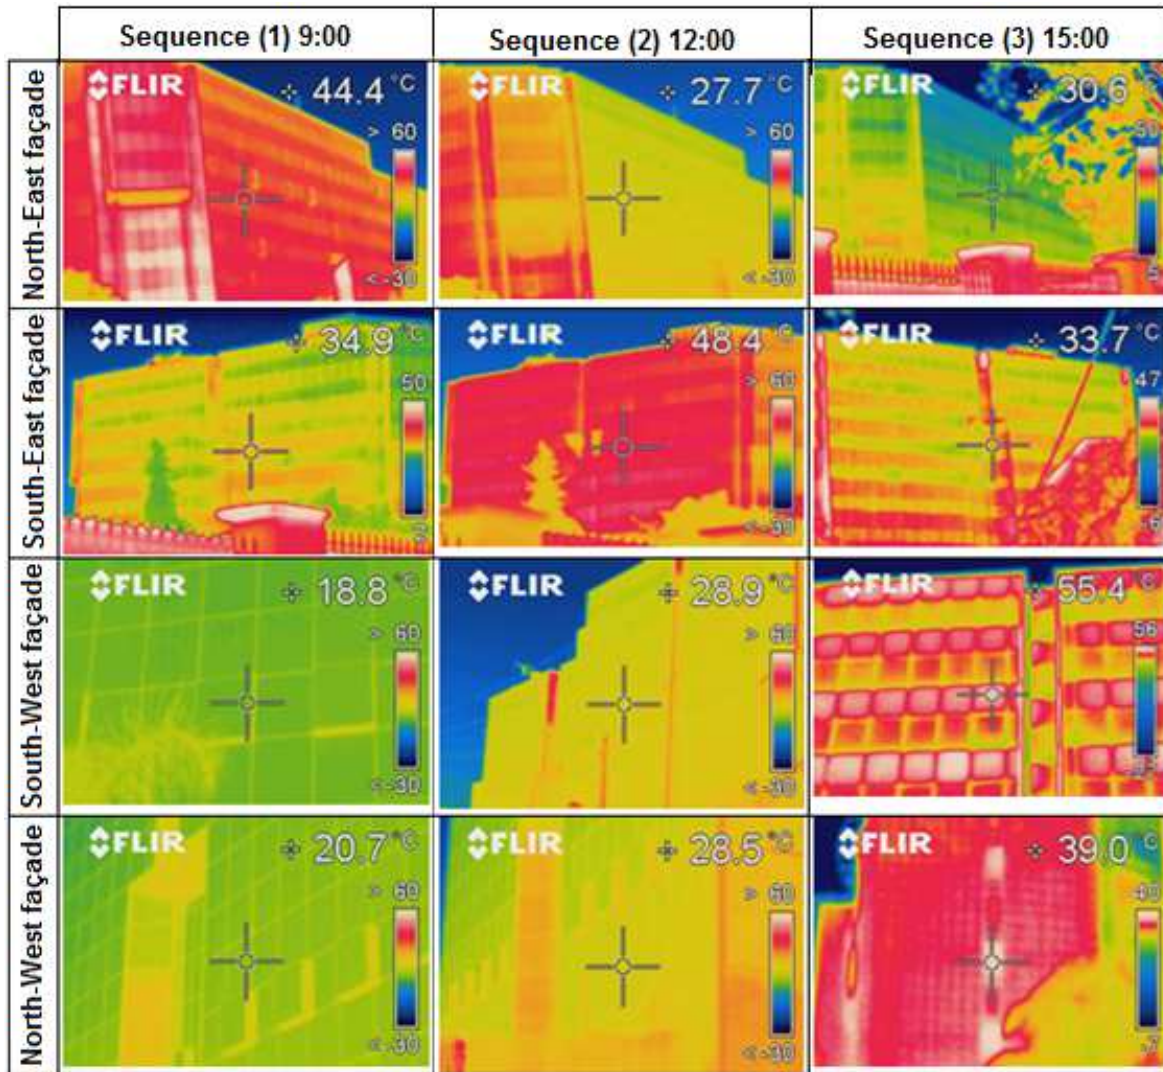 Sequence (1) 9:00
Sequence (2) 12:00
Sequence (3) 15:00
North-East façade
FLIR
44.4 °C
> 60
< -30
FLIR
27.7 °C
> 60
< -30
FLIR
30.6 °C
South-East façade
FLIR
34.9 °C
50
FLIR
48.4 °C
> 60
< -30
FLIR
33.7 °C
47
South-West façade
FLIR
18.8 °C
> 60
< -30
FLIR
28.9 °C
> 60
< -30
FLIR
55.4 °C
56
North-West façade
FLIR
20.7 °C
> 60
< -30
FLIR
28.5 °C
> 60
< -30
FLIR
39.0 °C
40